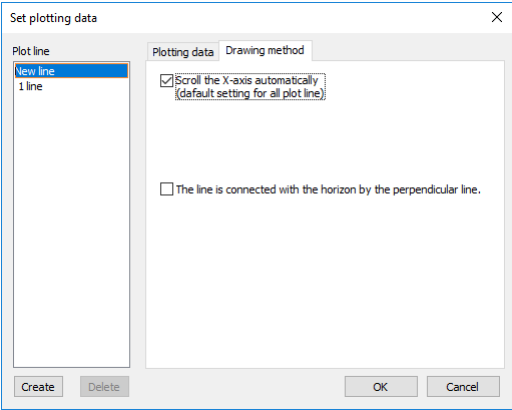 Set plotting data
Plot line
New line
1 line
Plotting data
Drawing method
Scroll the X-axis automatically
(dafault setting for all plot line)
The line is connected with the horizon by the perpendicular line.
Create
Delete
OK
Cancel